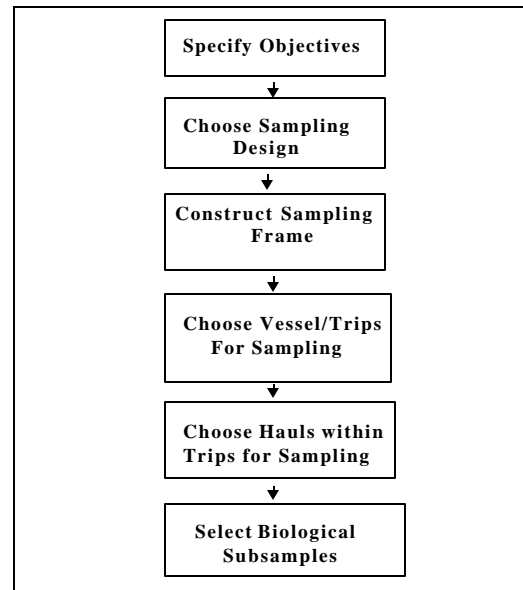 Specify Objectives
Choose Sampling
Design
Construct Sampling
Frame
Choose Vessel/Trips
For Sampling
Choose Hauls within
Trips for Sampling
Select Biological
Subsamples